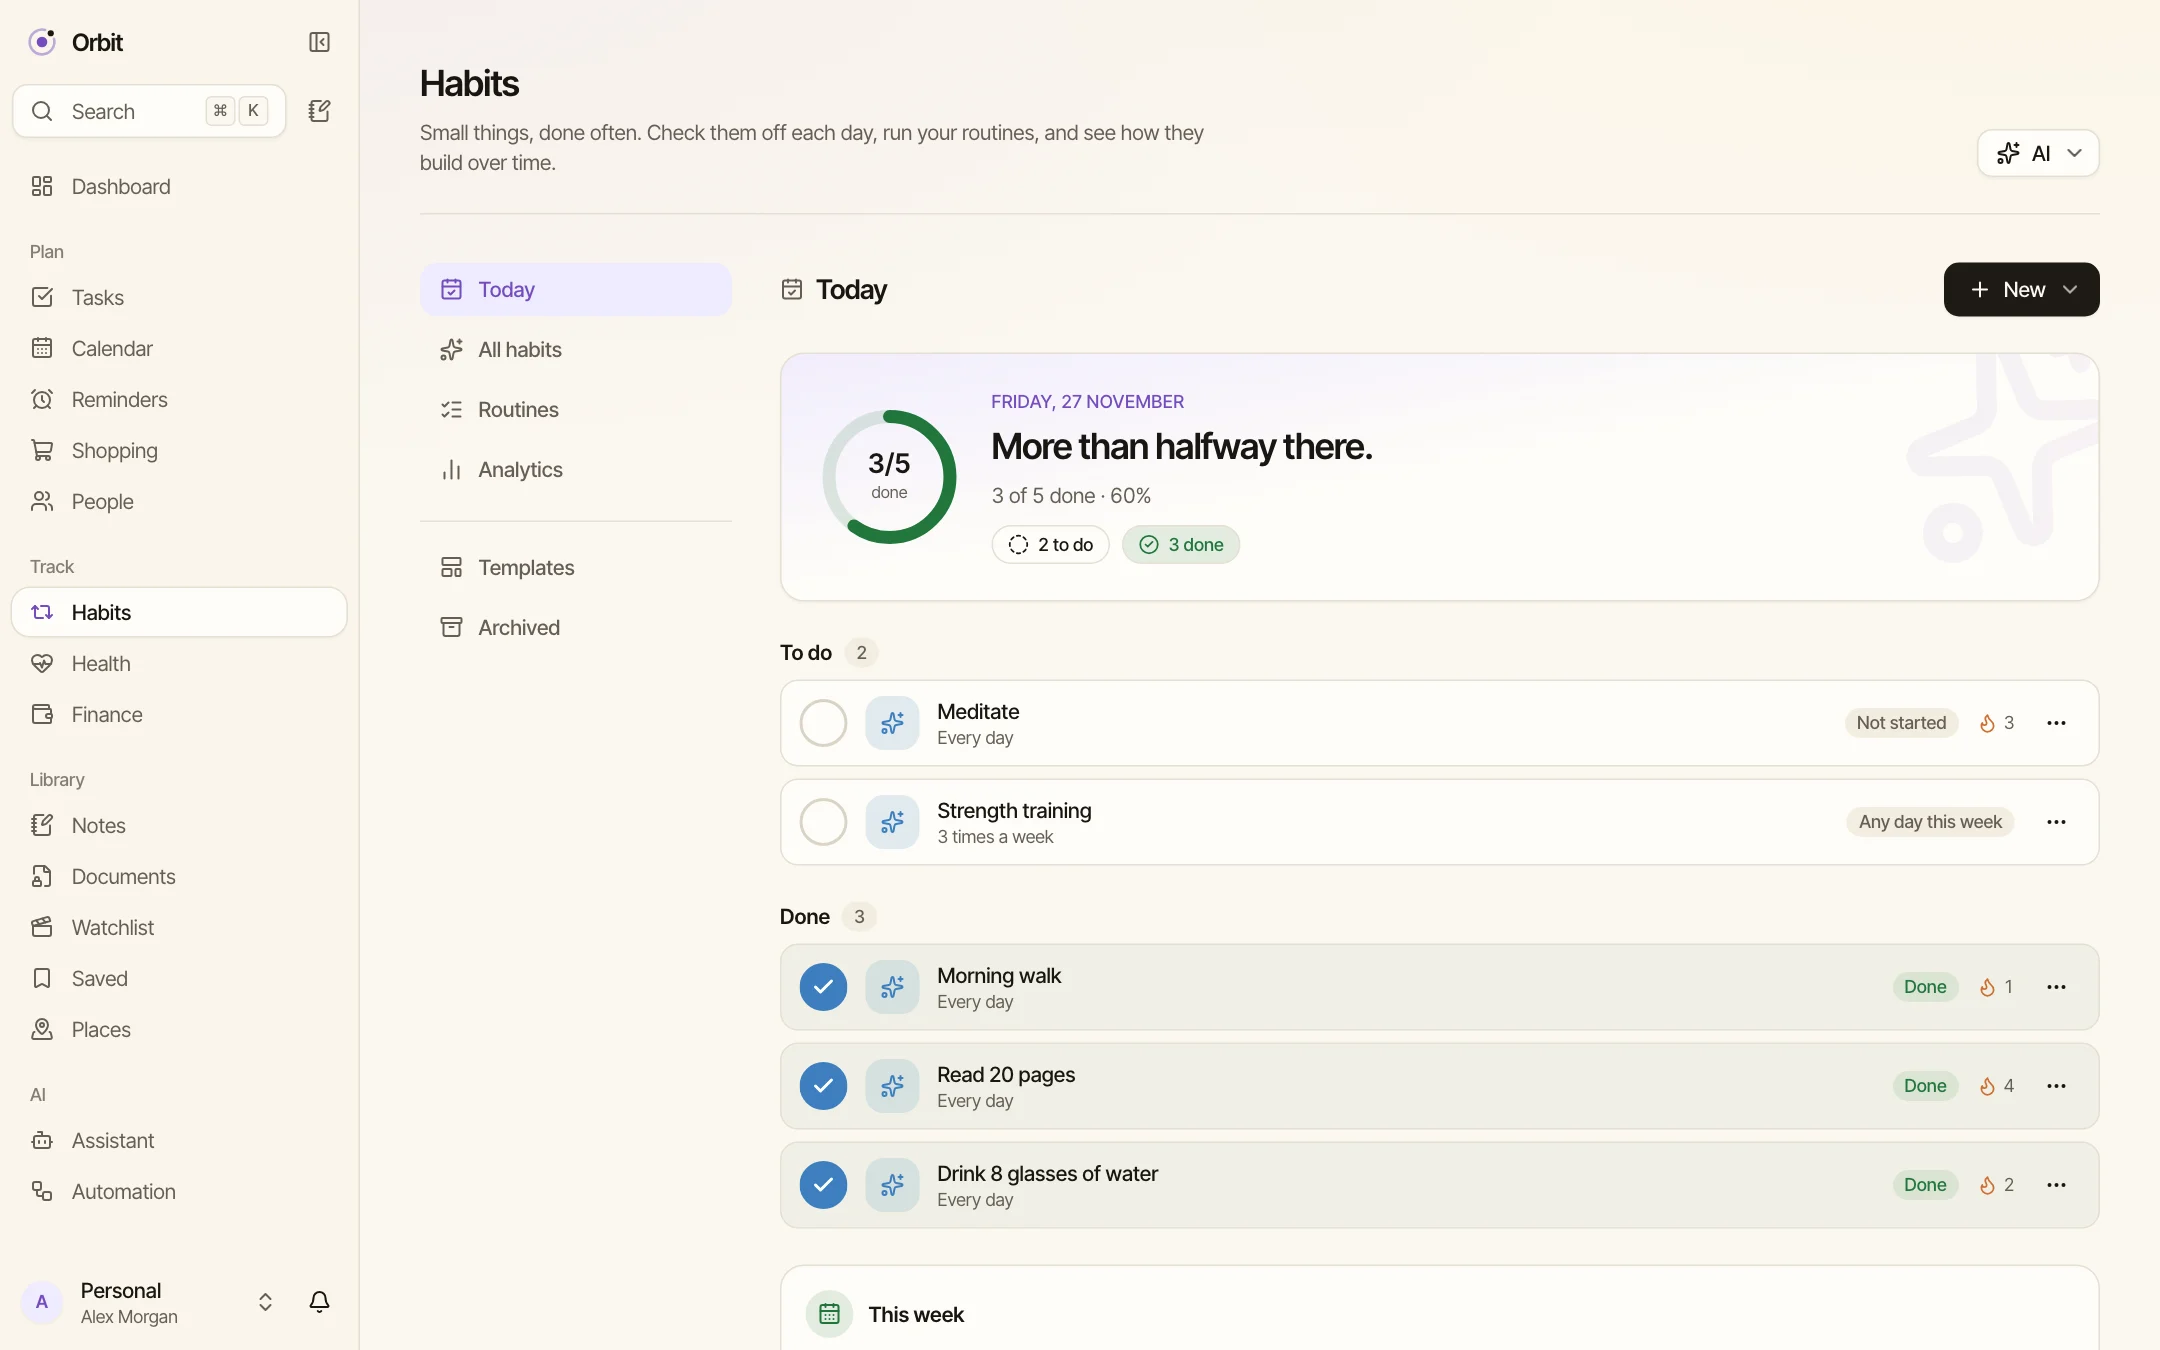 Orbit
Search ⌘ K
Dashboard
Plan
Tasks
Calendar
Reminders
Shopping
People
Track
Habits
Health
Finance
Library
Notes
Documents
Watchlist
Saved
Places
AI
Assistant
Automation
A
Personal
Alex Morgan
Habits
Small things, done often. Check them off each day, run your routines, and see how they
build over time.
AI
Today
All habits
Routines
Analytics
Templates
Archived
Today
New
3/5
done
FRIDAY, 27 NOVEMBER
More than halfway there.
3 of 5 done · 60%
2 to do
3 done
To do 2
Meditate
Every day
Not started 3
Strength training
3 times a week
Any day this week
Done 3
Morning walk
Every day
Done 1
Read 20 pages
Every day
Done 4
Drink 8 glasses of water
Every day
Done 2
This week